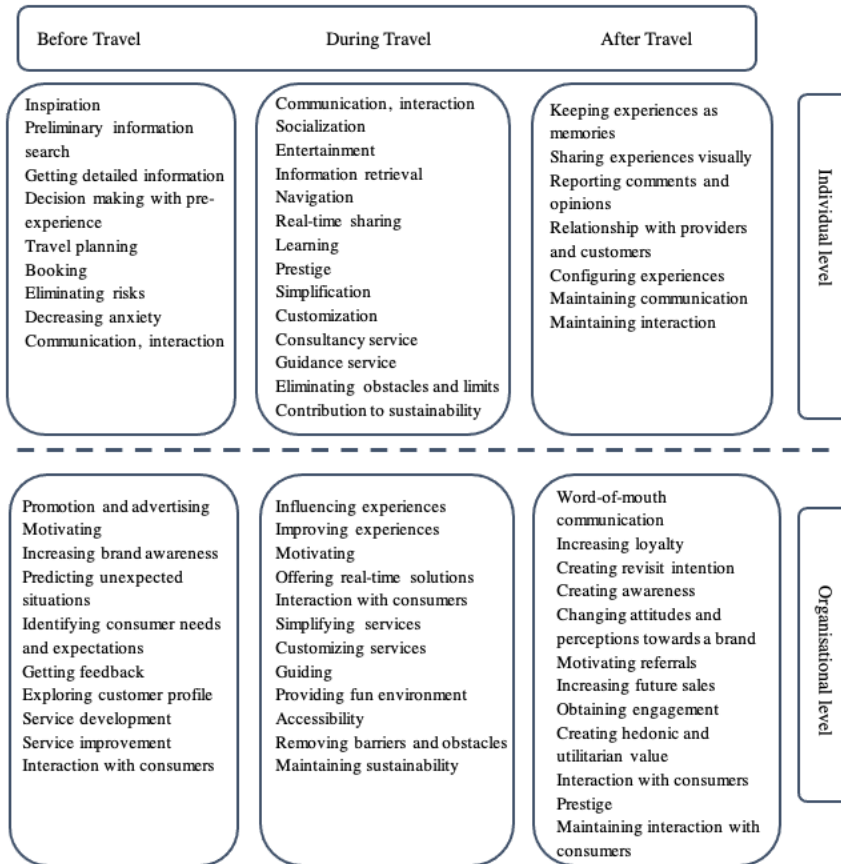 Before Travel
During Travel
After Travel
Inspiration
Preliminary information
search
Getting detailed information
Decision making with pre-
experience
Travel planning
Booking
Eliminating risks
Decreasing anxiety
Communication, interaction
Communication, interaction
Socialization
Entertainment
Information retrieval
Navigation
Real-time sharing
Learning
Prestige
Simplification
Customization
Consultancy service
Guidance service
Eliminating obstacles and limits
Contribution to sustainability
Keeping experiences as
memories
Sharing experiences visually
Reporting comments and
opinions
Relationship with providers
and customers
Configuring experiences
Maintaining communication
Maintaining interaction
Individual level
Promotion and advertising
Motivating
Increasing brand awareness
Predicting unexpected
situations
Identifying consumer needs
and expectations
Getting feedback
Exploring customer profile
Service development
Service improvement
Interaction with consumers
Influencing experiences
Improving experiences
Motivating
Offering real-time solutions
Interaction with consumers
Simplifying services
Customizing services
Guiding
Providing fun environment
Accessibility
Removing barriers and obstacles
Maintaining sustainability
Word-of-mouth
communication
Increasing loyalty
Creating revisit intention
Creating awareness
Changing attitudes and
perceptions towards a brand
Motivating referrals
Increasing future sales
Obtaining engagement
Creating hedonic and
utilitarian value
Interaction with consumers
Prestige
Maintaining interaction with
consumers
Organisational level